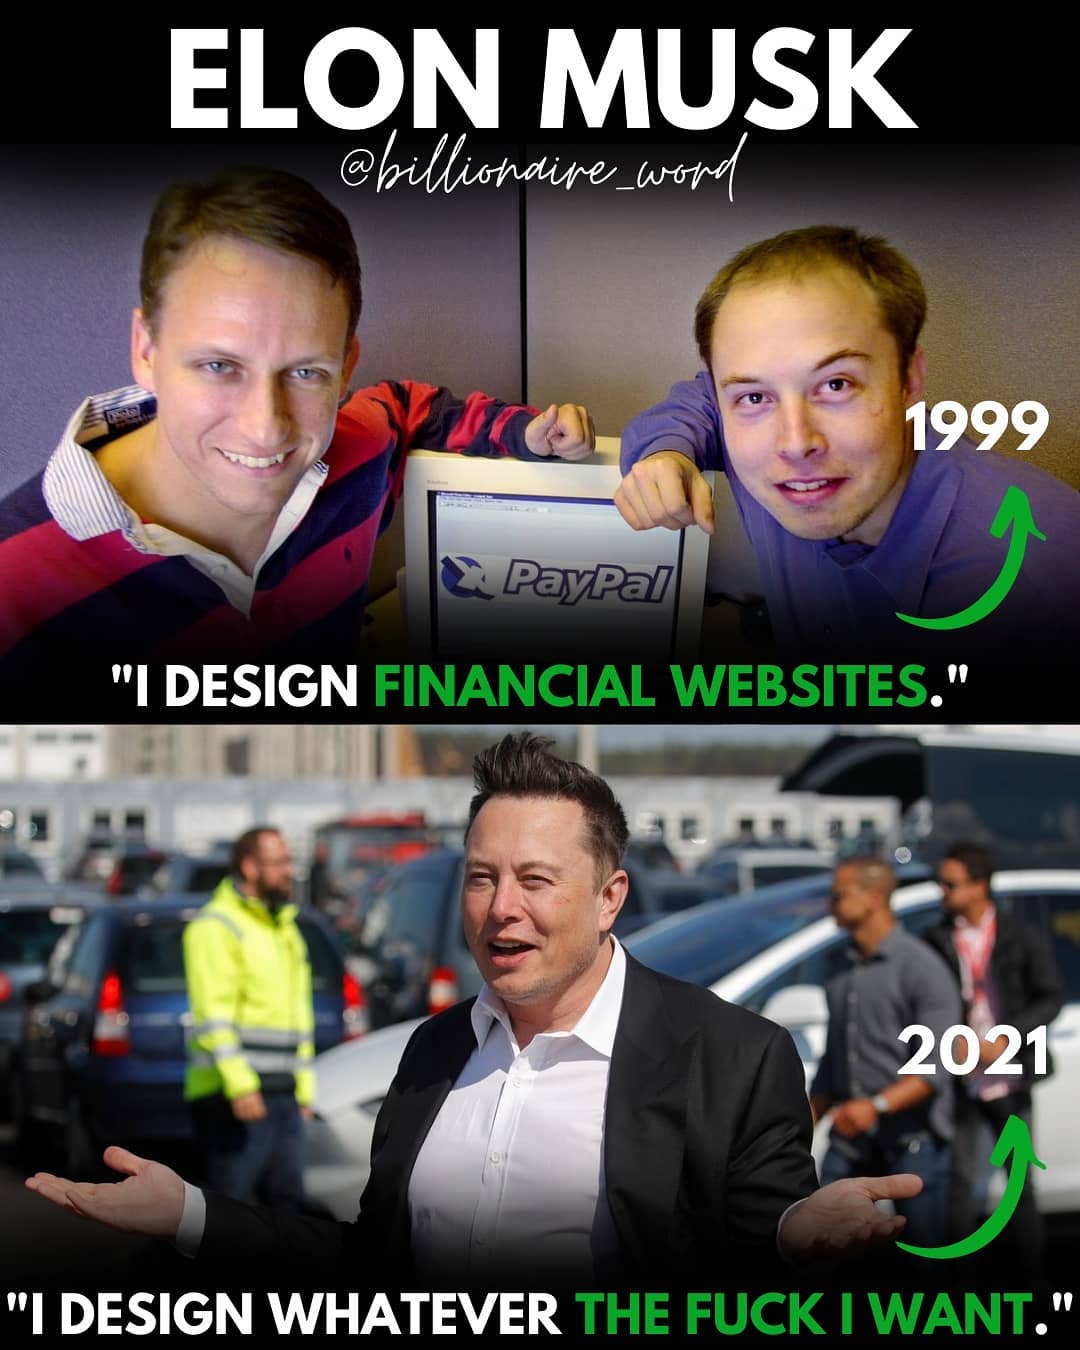 ELON MUSK
@billionaire_word
1999
X PayPal
"I DESIGN FINANCIAL WEBSITES."
2021
"I DESIGN WHATEVER THE FUCK I WANT."